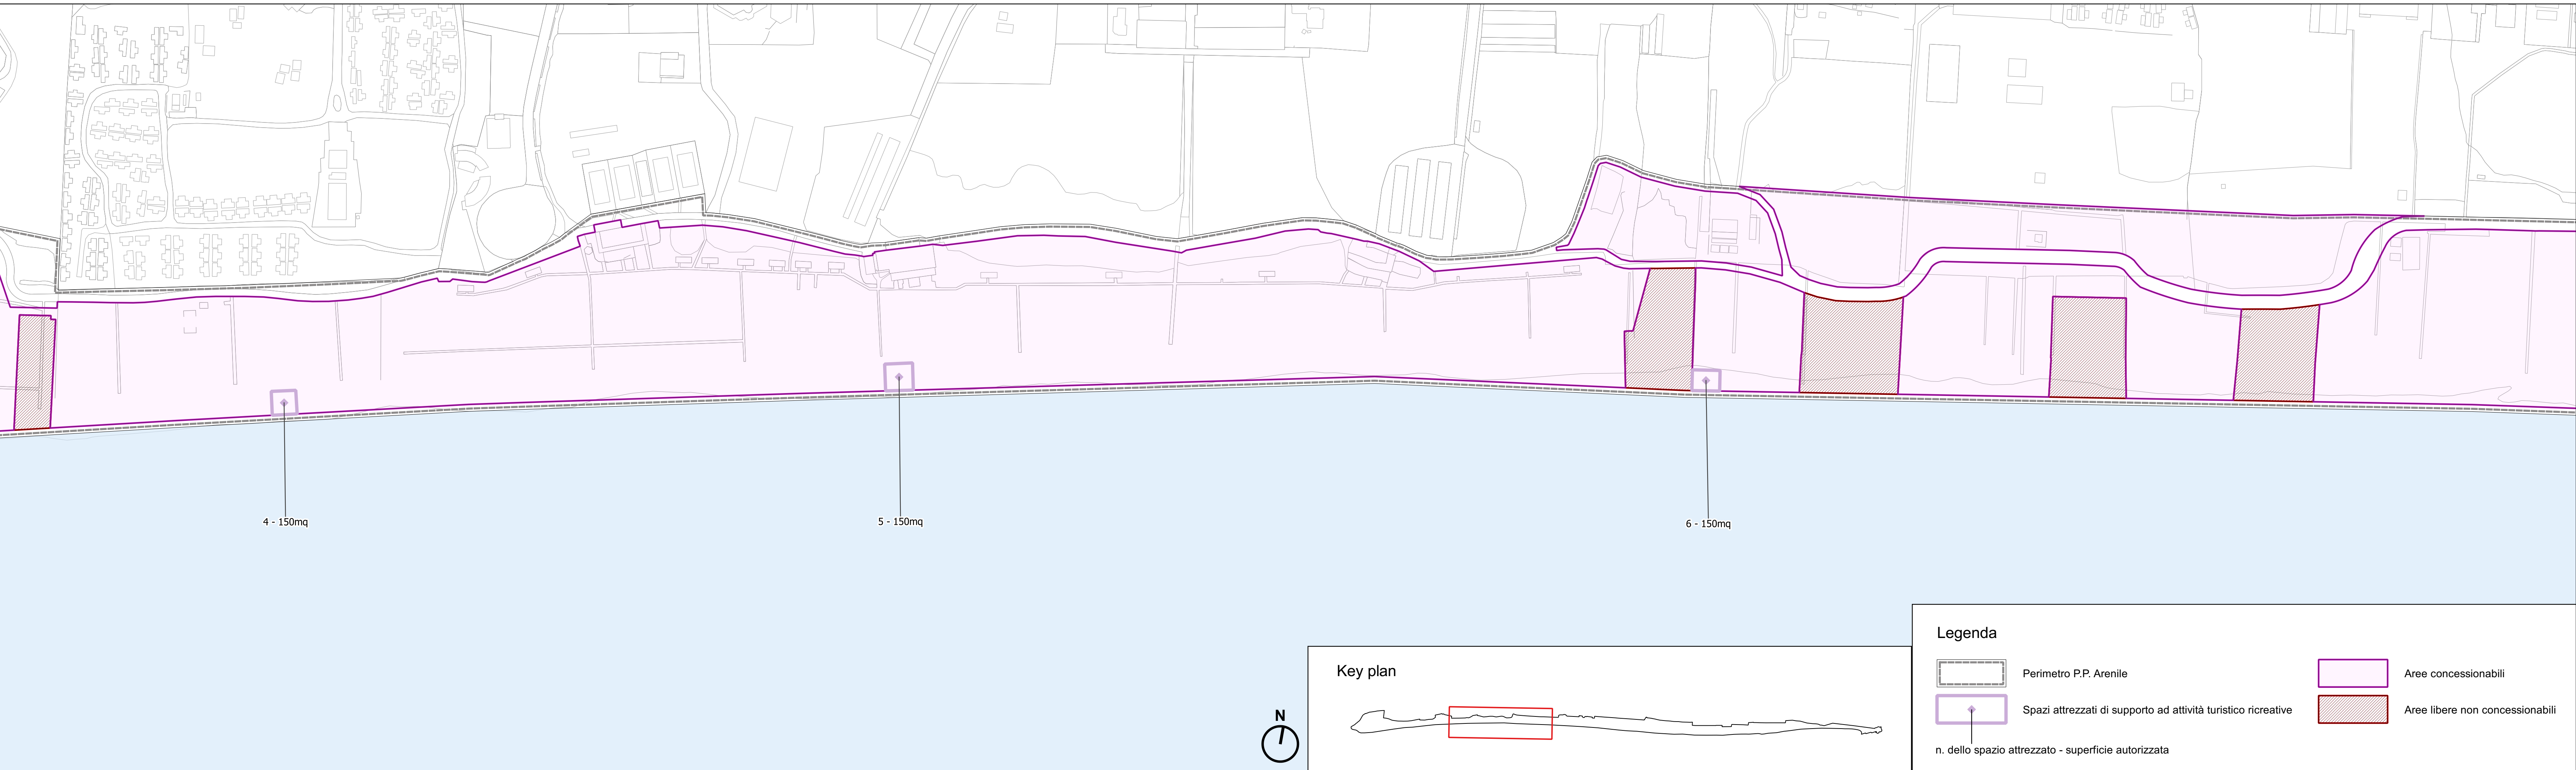 4 - 150mq
5 - 150mq
6 - 150mq
N
Key plan
Legenda
Perimetro P.P. Arenile
Spazi attrezzati di supporto ad attività turistico ricreative
n. dello spazio attrezzato - superficie autorizzata
Aree concessionabili
Aree libere non concessionabili